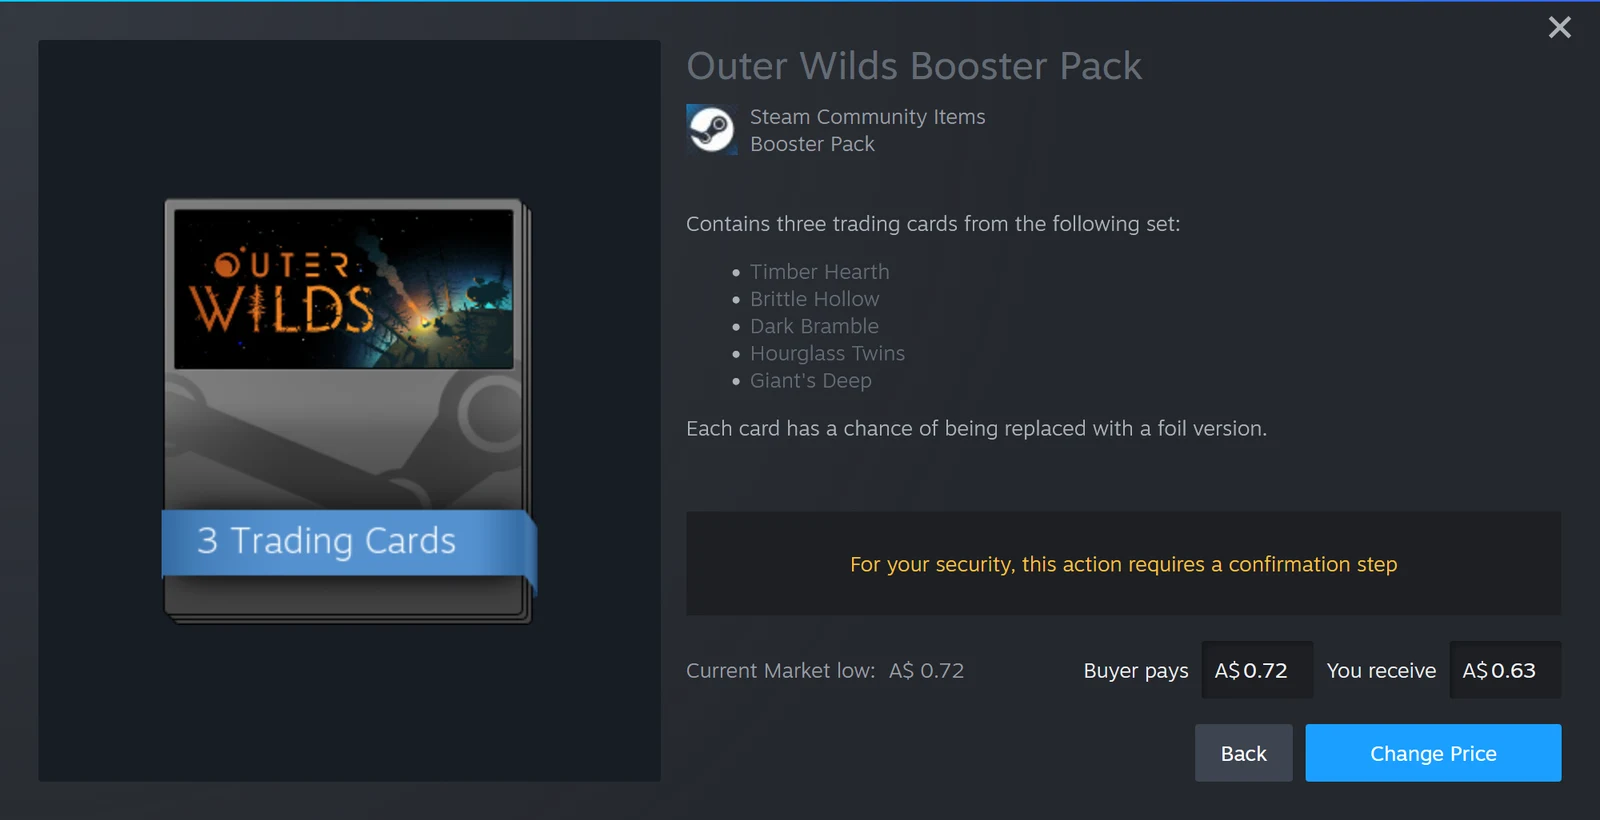 Outer Wilds Booster Pack
Steam Community Items
Booster Pack
OUTER
WILDS
3 Trading Cards
Contains three trading cards from the following set:
Timber Hearth
Brittle Hollow
Dark Bramble
Hourglass Twins
Giant's Deep
Each card has a chance of being replaced with a foil version.
For your security, this action requires a confirmation step
Current Market low: A$ 0.72 Buyer pays A$0.72 You receive A$0.63
Back Change Price